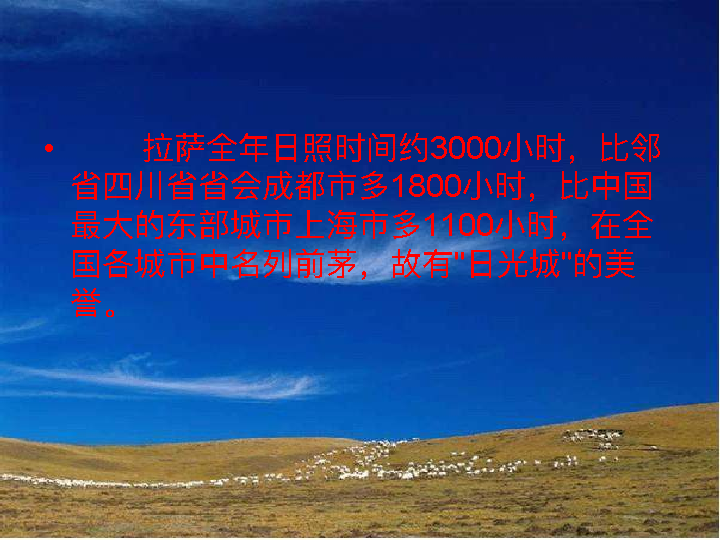 • 拉萨全年日照时间约3000小时，比邻
省四川省省会成都市多1800小时，比中国
最大的东部城市上海市多1100小时，在全
国各城市中名列前茅，故有"日光城"的美
誉。